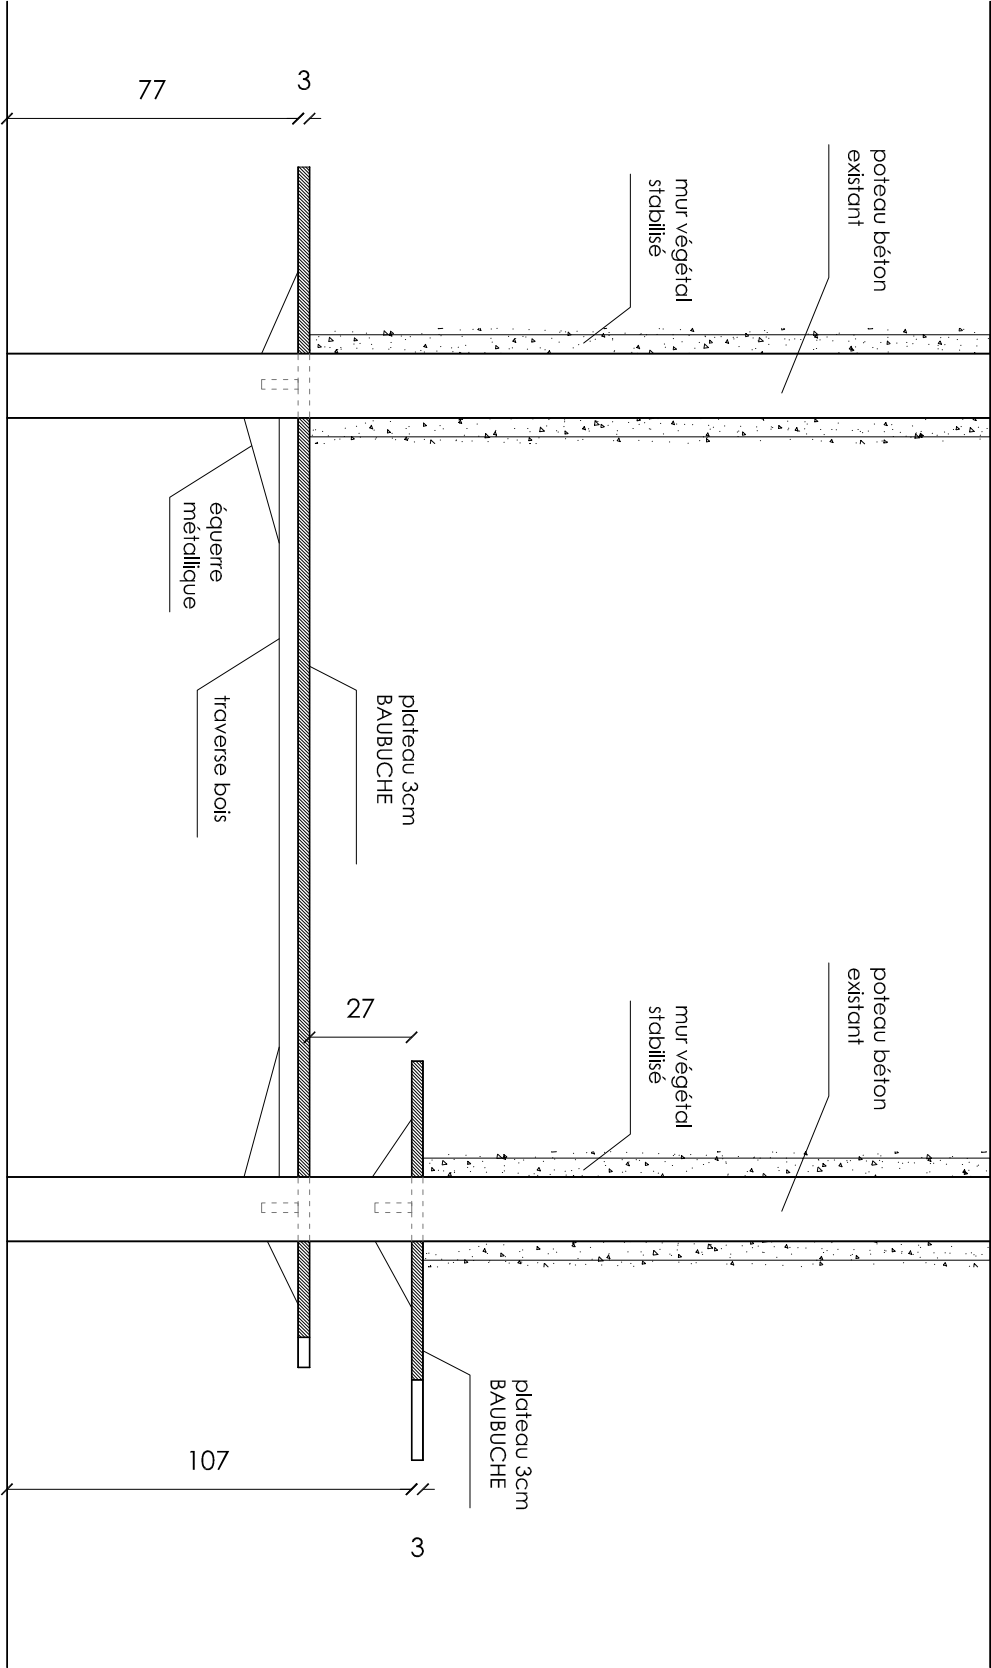 77
3
poteau béton
existant
mur végétal
stabilisé
équerre
métallique
traverse bois
plateau 3cm
BAUBUCHE
27
poteau béton
existant
mur végétal
stabilisé
plateau 3cm
BAUBUCHE
107
3